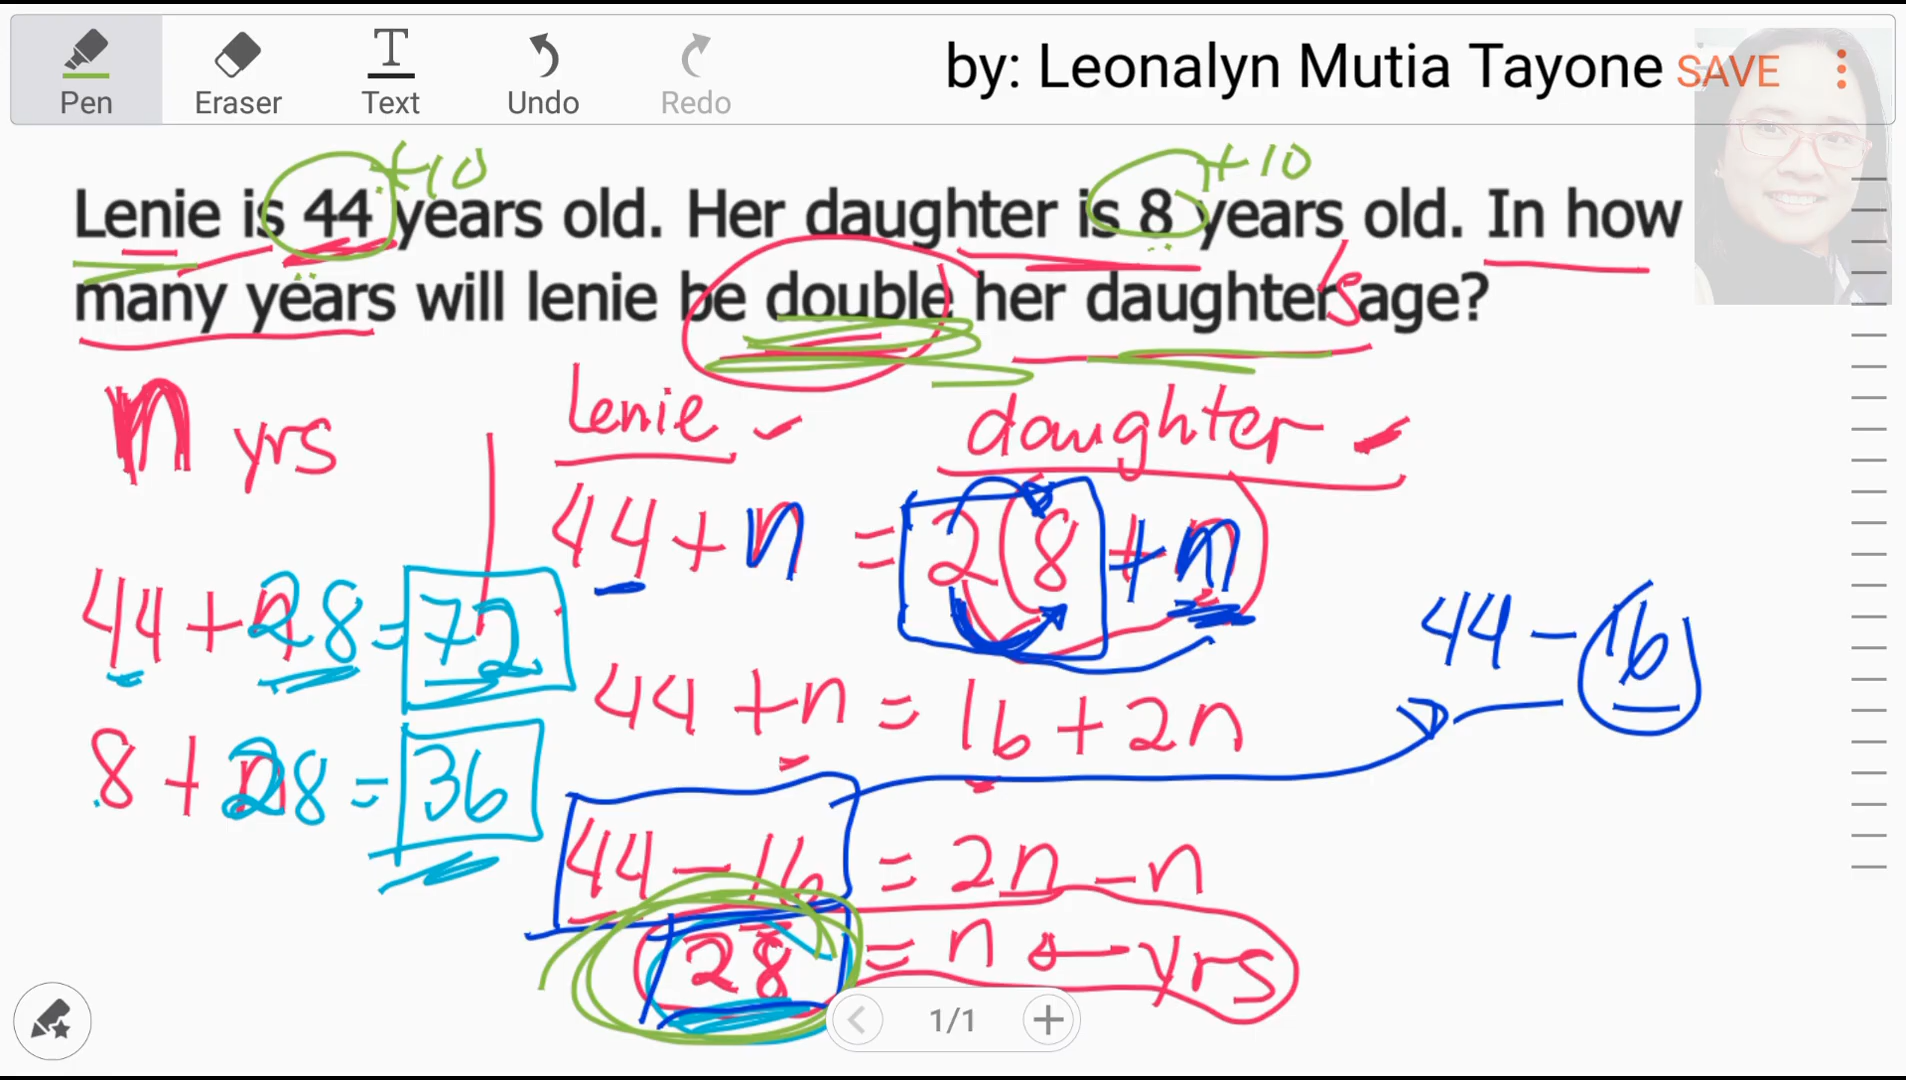 Pen Eraser Text Undo Redo by: Leonalyn Mutia Tayone SAVE
+10 +10
Lenie is 44 years old. Her daughter is 8 years old. In how
many years will lenie be double her daughter's age?
n yrs lenie daughter
44 + n = 2(8 + n)
44 + 28 = 72
44 - 16
44 + n = 16 + 2n
8 + 28 = 36
44 - 16 = 2n - n
28 = n ← yrs
1/1